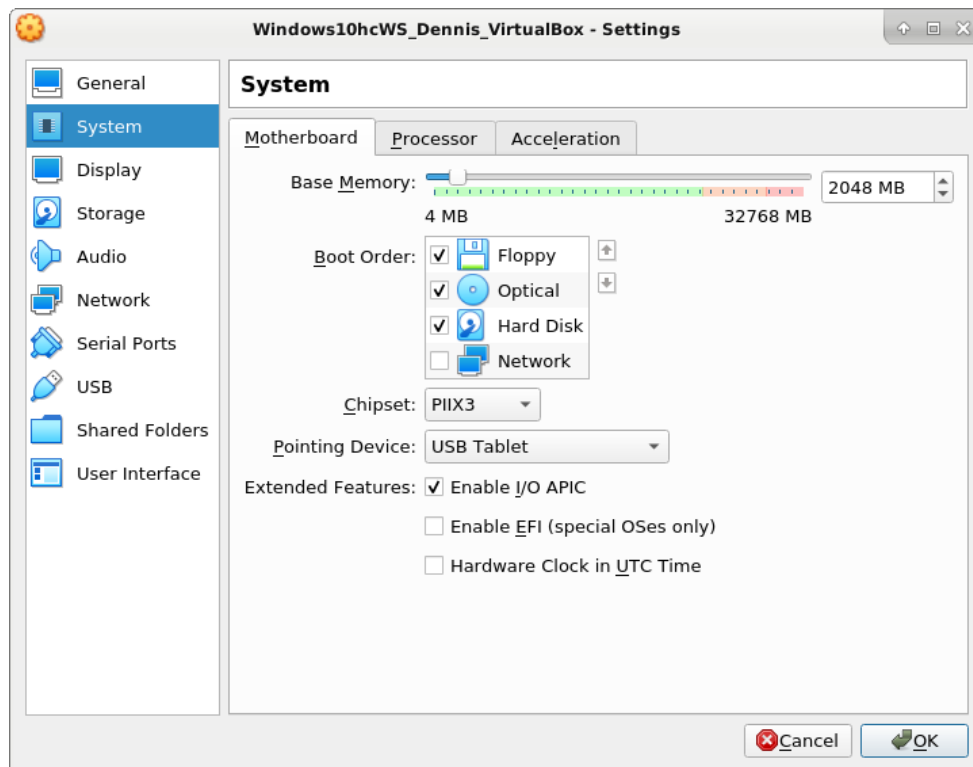 Windows10hcWS_Dennis_VirtualBox - Settings
General
System
Display
Storage
Audio
Network
Serial Ports
USB
Shared Folders
User Interface
System
Motherboard Processor Acceleration
Base Memory: 2048 MB
4 MB 32768 MB
Boot Order: Floppy
Optical
Hard Disk
Network
Chipset: PIIX3
Pointing Device: USB Tablet
Extended Features: Enable I/O APIC
Enable EFI (special OSes only)
Hardware Clock in UTC Time
Cancel OK